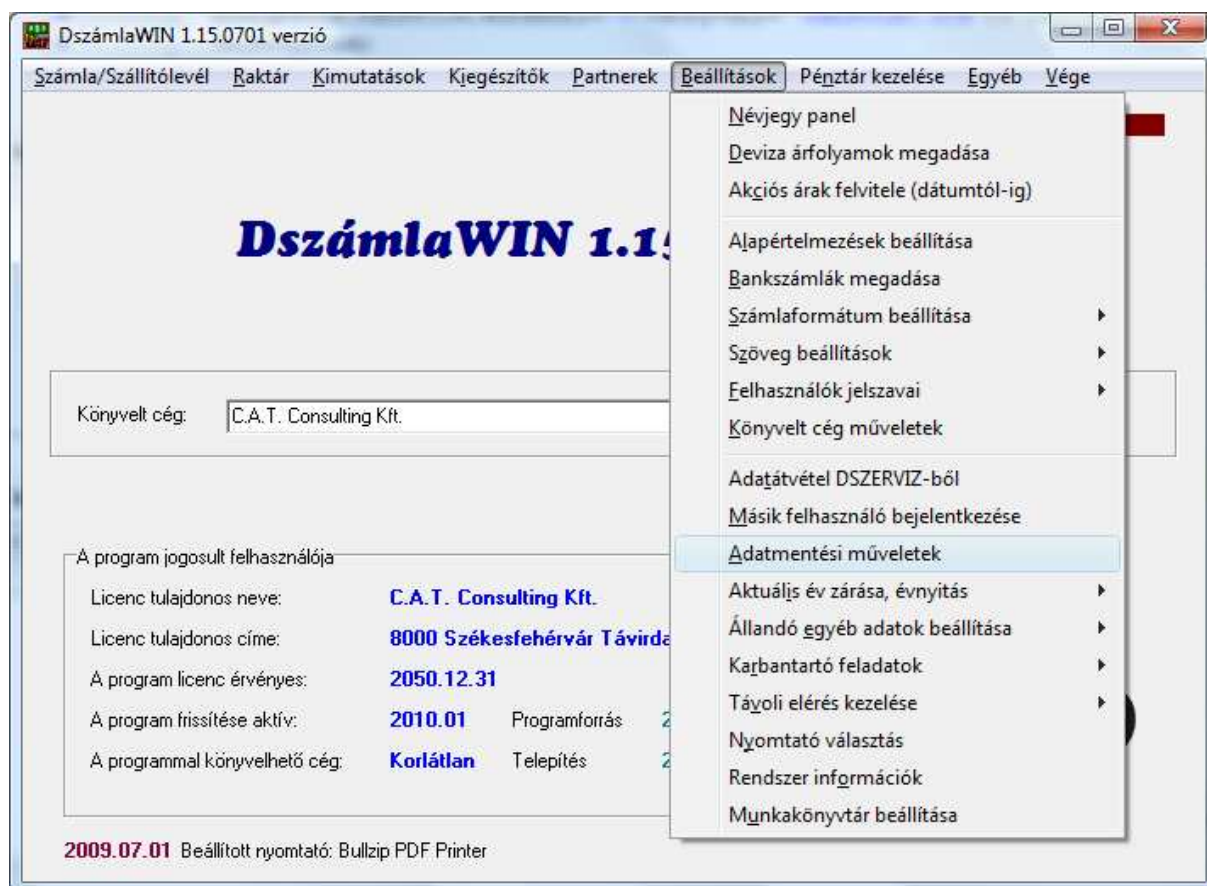 DszámlaWIN 1.15.0701 verzió
Számla/Szállítólevél Raktár Kimutatások Kiegészítők Partnerek Beállítások Pénztár kezelése Egyéb Vége
Névjegy panel
Deviza árfolyamok megadása
Akciós árak felvitele (dátumtól-ig)
DszámlaWIN 1.15
Alapértelmezések beállítása
Bankszámlák megadása
Számlaformátum beállítása
Szöveg beállítások
Felhasználók jelszavai
Könyvelt cég műveletek
Könyvelt cég: C.A.T. Consulting Kft.
Adatátvétel DSZERVIZ-ből
Másik felhasználó bejelentkezése
Adatmentési műveletek
Aktuális év zárása, évnyitás
Állandó egyéb adatok beállítása
Karbantartó feladatok
Távoli elérés kezelése
Nyomtató választás
Rendszer információk
Munkakönyvtár beállítása
A program jogosult felhasználója
Licenc tulajdonos neve: C.A.T. Consulting Kft.
Licenc tulajdonos címe: 8000 Székesfehérvár Távirda
A program licenc érvényes: 2050.12.31
A program frissítése aktív: 2010.01 Programforrás 2
A programmal könyvelhető cég: Korlátlan Telepítés 2
2009.07.01 Beállított nyomtató: Bullzip PDF Printer